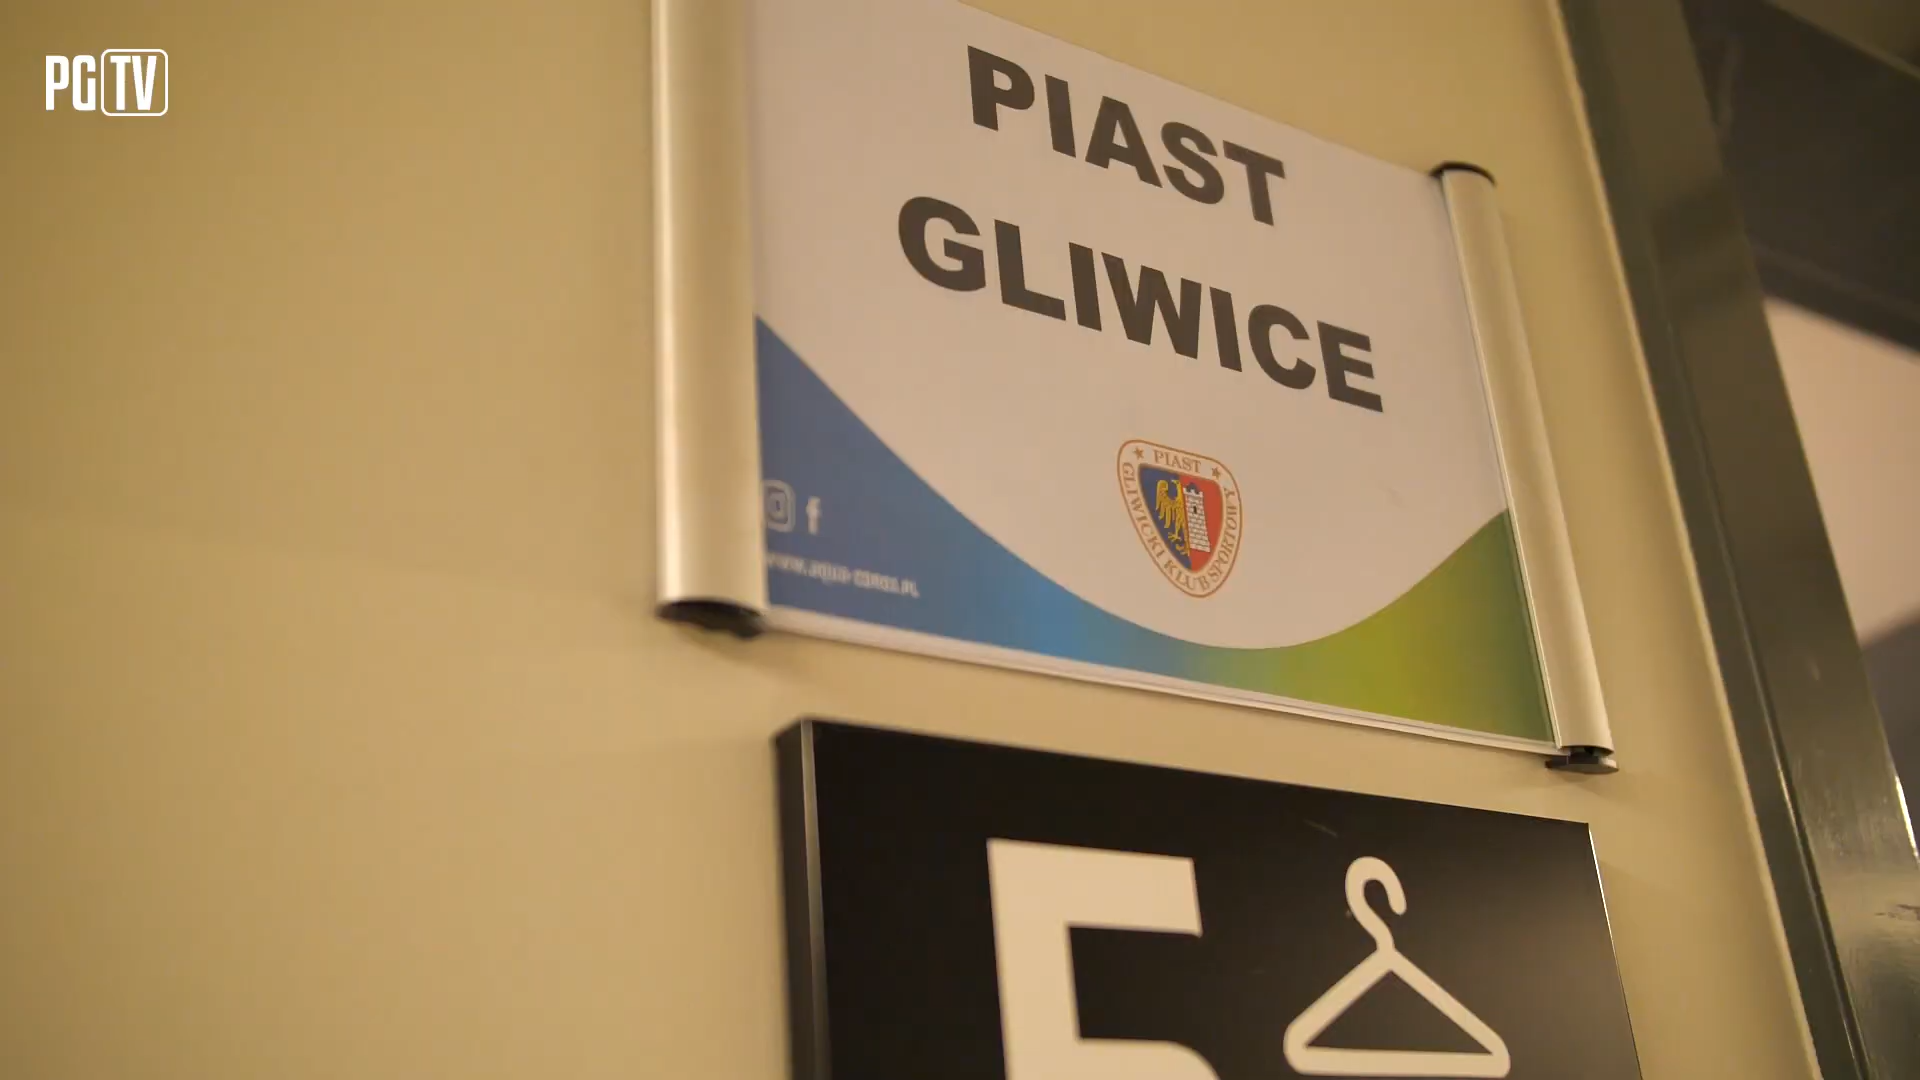 PGTV
PIAST
GLIWICE
PIAST
GLIWICKI KLUB SPORTOWY
f
5